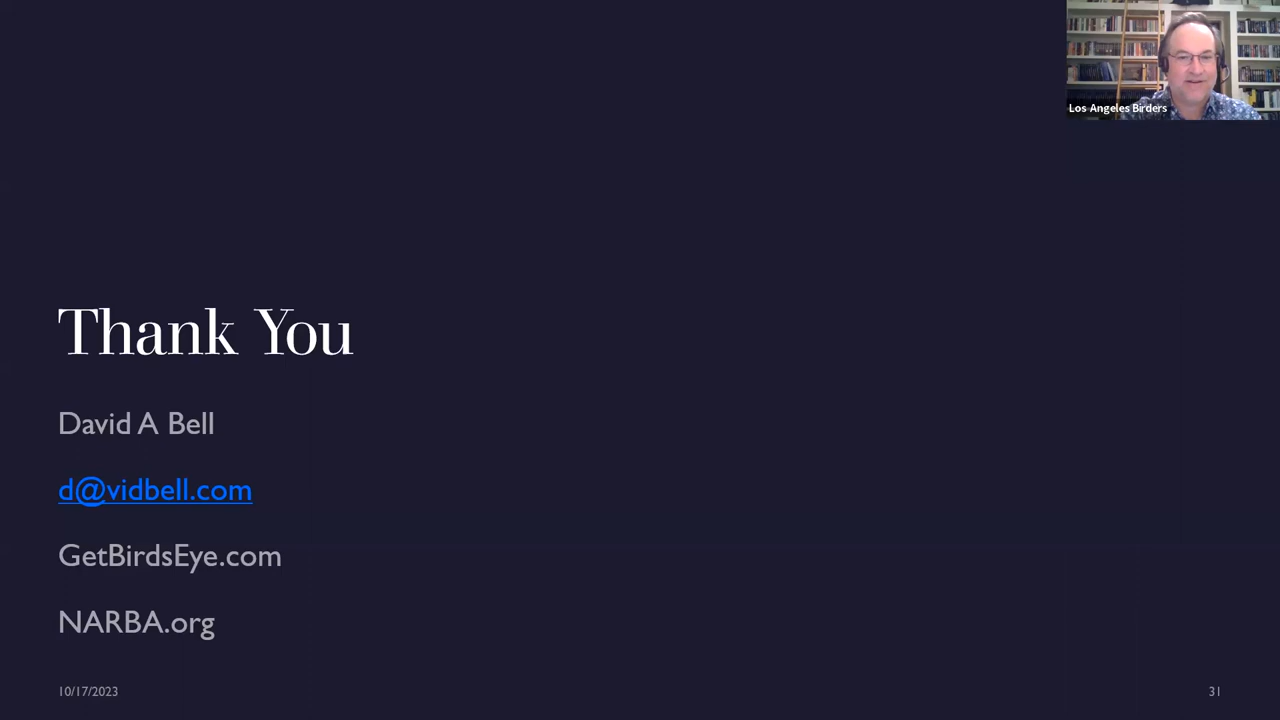 Los Angeles Birders
Thank You
David A Bell
d@vidbell.com
GetBirdsEye.com
NARBA.org
10/17/2023
31